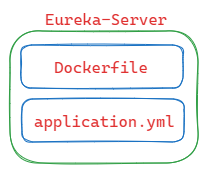 Eureka-Server
Dockerfile
application.yml